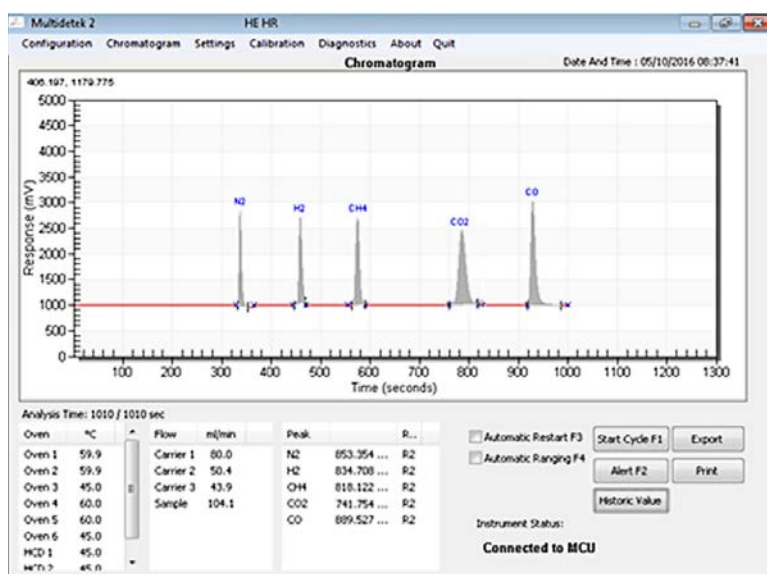 Multidetek 2 HE HR
Configuration Chromatogram Settings Calibration Diagnostics About Quit
Chromatogram Date And Time : 05/10/2016 08:37:41
406.197, 1179.775
5000
4500
4000
3500
3000
2500
2000
1500
1000
500
0
Response (mV)
N2 H2 CH4 CO2 CO
100 200 300 400 500 600 700 800 900 1000 1100 1200 1300
Time (seconds)
Analysis Time: 1010 / 1010 sec
Oven °C
Oven 1 59.9
Oven 2 59.9
Oven 3 45.0
Oven 4 60.0
Oven 5 60.0
Oven 6 45.0
HCD 1 45.0
HCD 2 45.0
Flow ml/min
Carrier 1 80.0
Carrier 2 50.4
Carrier 3 43.9
Sample 104.1
Peak R...
N2 853.354 ... R2
H2 834.708 ... R2
CH4 818.122 ... R2
CO2 741.754 ... R2
CO 889.527 ... R2
Automatic Restart F3
Automatic Ranging F4
Start Cycle F1 Export
Alert F2 Print
Historic Value
Instrument Status:
Connected to MCU